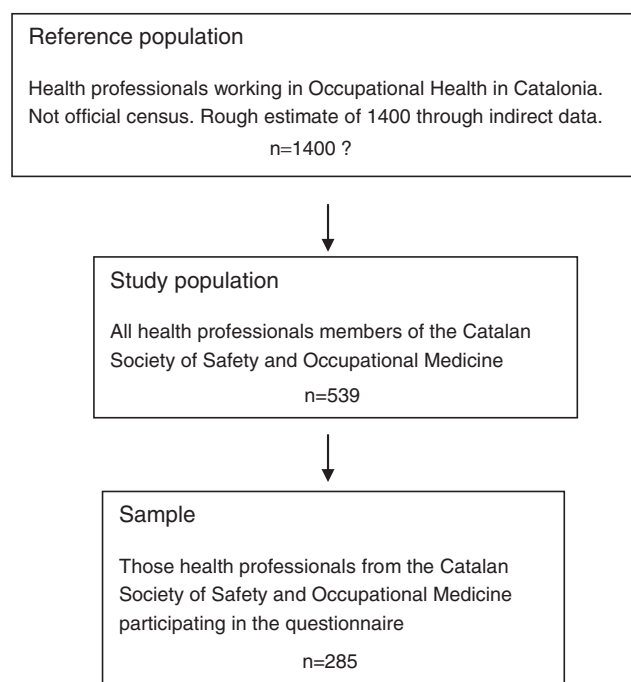 Reference population
Health professionals working in Occupational Health in Catalonia.
Not official census. Rough estimate of 1400 through indirect data.
n=1400 ?
Study population
All health professionals members of the Catalan
Society of Safety and Occupational Medicine
n=539
Sample
Those health professionals from the Catalan
Society of Safety and Occupational Medicine
participating in the questionnaire
n=285